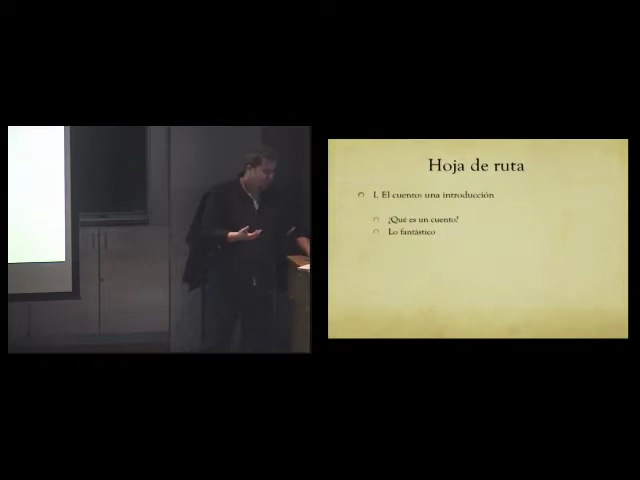 Hoja de ruta
I. El cuento: una introducción
¿Qué es un cuento?
Lo fantástico